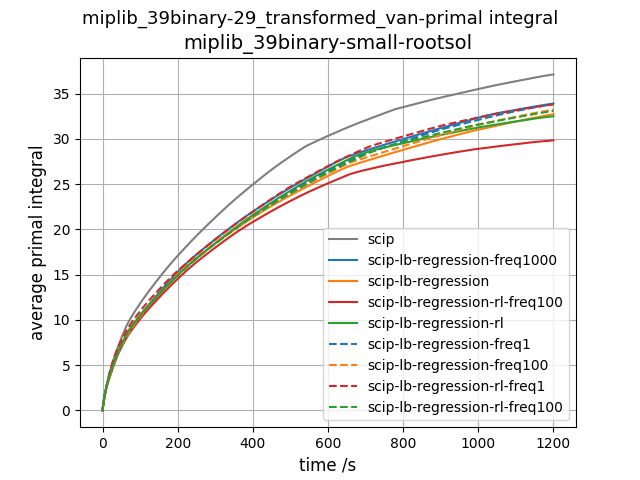 miplib_39binary-29_transformed_van-primal integral
miplib_39binary-small-rootsol
average primal integral
35
30
25
20
15
10
5
0
scip
scip-lb-regression-freq1000
scip-lb-regression
scip-lb-regression-rl-freq100
scip-lb-regression-rl
scip-lb-regression-freq1
scip-lb-regression-freq100
scip-lb-regression-rl-freq1
scip-lb-regression-rl-freq100
0 200 400 600 800 1000 1200
time /s